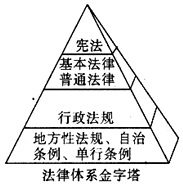 宪法
基本法律
普通法律
行政法规
地方性法规、自治
条例、单行条例
法律体系金字塔